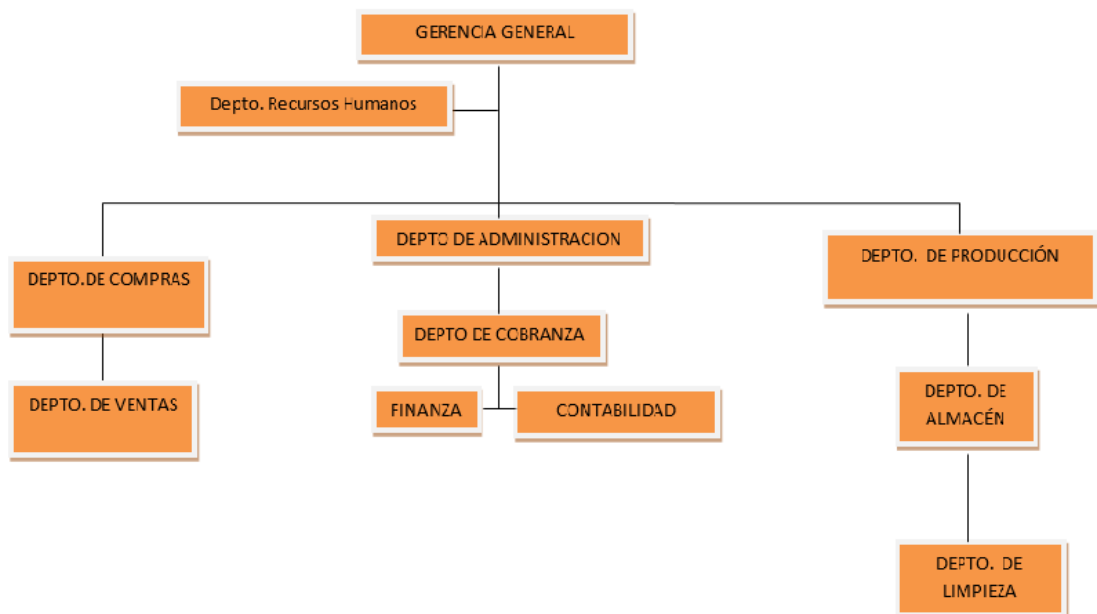 GERENCIA GENERAL
Depto. Recursos Humanos
DEPTO DE ADMINISTRACION
DEPTO. DE PRODUCCIÓN
DEPTO.DE COMPRAS
DEPTO DE COBRANZA
DEPTO. DE VENTAS
FINANZA
CONTABILIDAD
DEPTO. DE
ALMACÉN
DEPTO. DE
LIMPIEZA